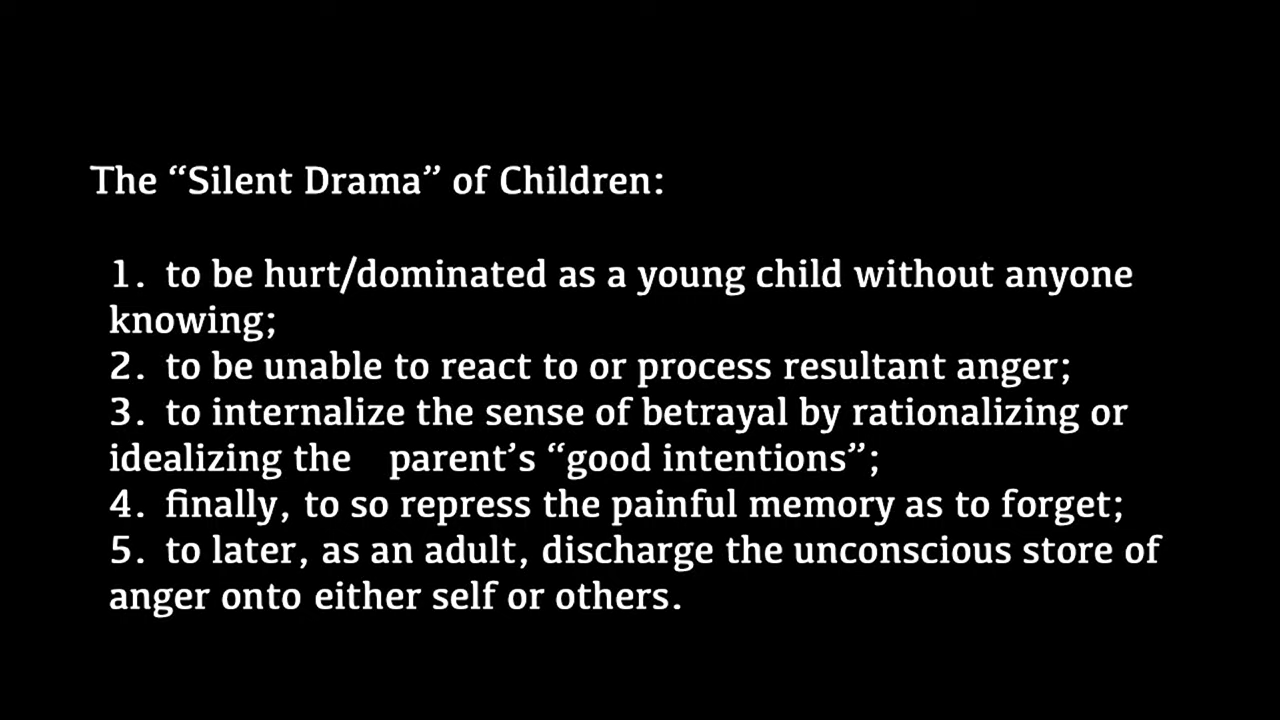 The “Silent Drama” of Children:
1. to be hurt/dominated as a young child without anyone
knowing;
2. to be unable to react to or process resultant anger;
3. to internalize the sense of betrayal by rationalizing or
idealizing the parent’s “good intentions”;
4. finally, to so repress the painful memory as to forget;
5. to later, as an adult, discharge the unconscious store of
anger onto either self or others.